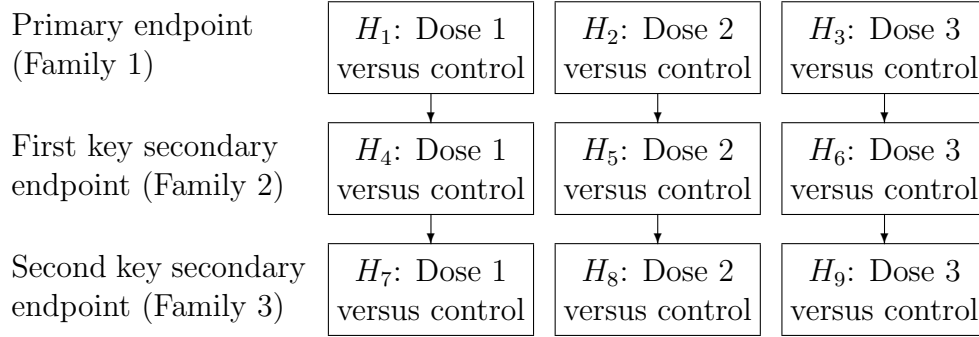 Primary endpoint
(Family 1)
H₁: Dose 1
versus control
H₂: Dose 2
versus control
H₃: Dose 3
versus control
First key secondary
endpoint (Family 2)
H₄: Dose 1
versus control
H₅: Dose 2
versus control
H₆: Dose 3
versus control
Second key secondary
endpoint (Family 3)
H₇: Dose 1
versus control
H₈: Dose 2
versus control
H₉: Dose 3
versus control